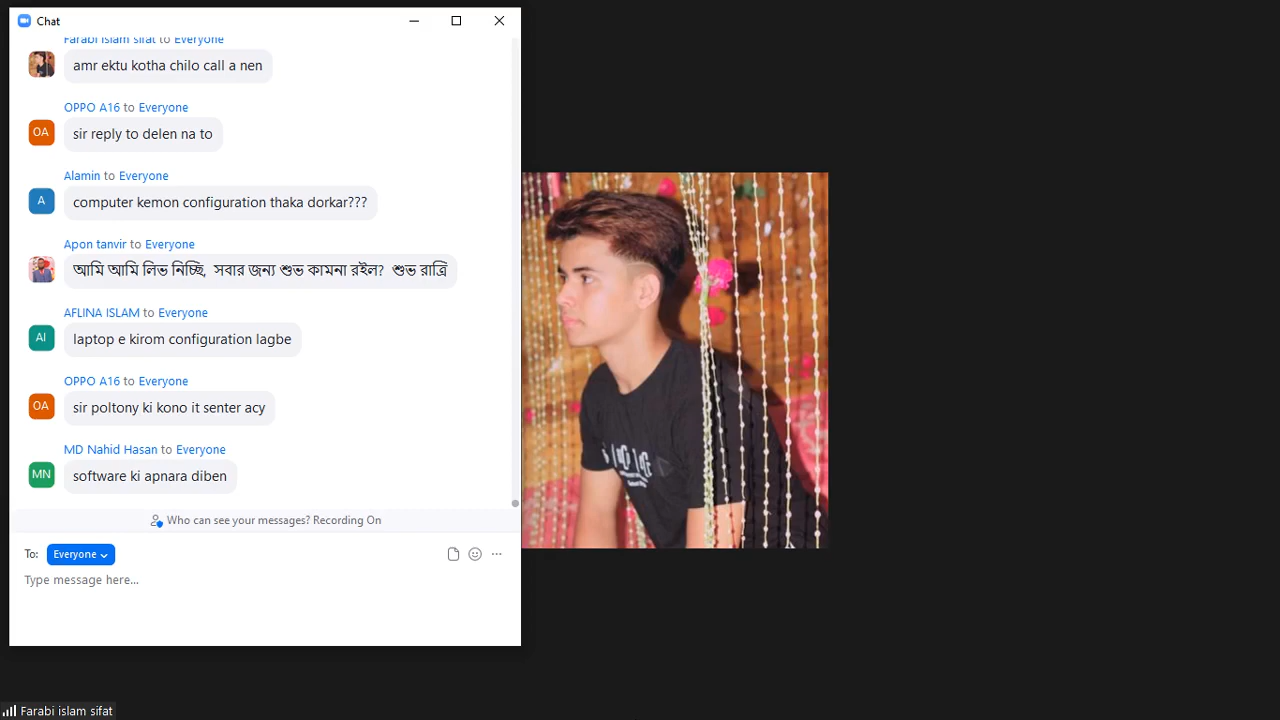 Chat
Farabi islam sifat to Everyone
amr ektu kotha chilo call a nen
OPPO A16 to Everyone
OA
sir reply to delen na to
Alamin to Everyone
A
computer kemon configuration thaka dorkar???
Apon tanvir to Everyone
আমি আমি লিভ নিচ্ছি, সবার জন্য শুভ কামনা রইল? শুভ রাত্রি
AFLINA ISLAM to Everyone
AI
laptop e kirom configuration lagbe
OPPO A16 to Everyone
OA
sir poltony ki kono it senter acy
MD Nahid Hasan to Everyone
MN
software ki apnara diben
Who can see your messages? Recording On
To: Everyone
Type message here...
Farabi islam sifat